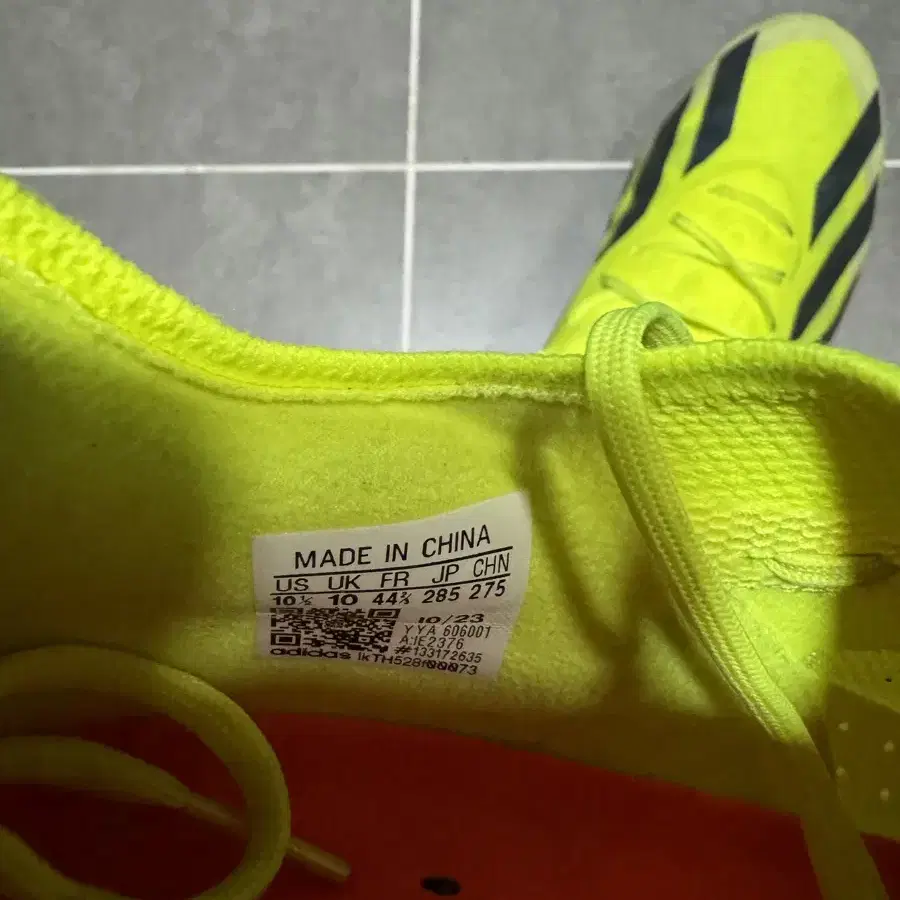 MADE IN CHINA
US UK FR JP CHN
10½ 10 44⅔ 285 275
10/23
YYA 606001
A:IE2376
#133172635
adidas IkTH528f00073